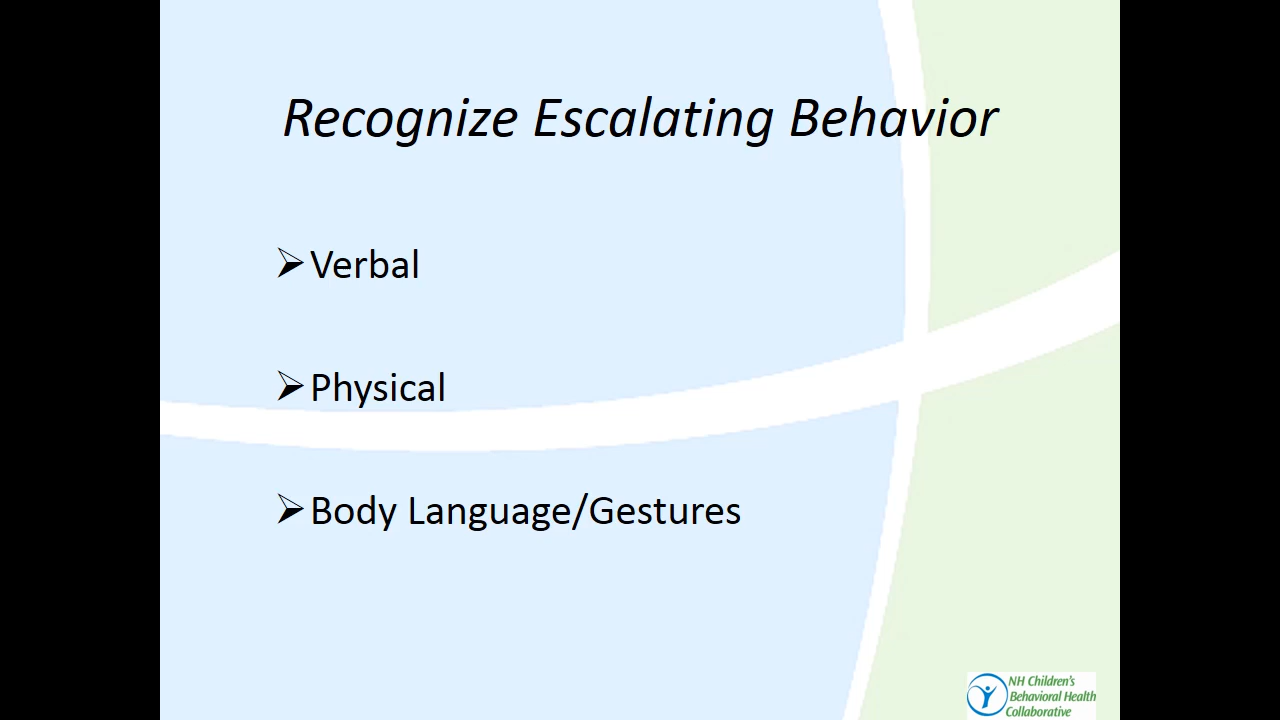 Recognize Escalating Behavior
Verbal
Physical
Body Language/Gestures
NH Children's
Behavioral Health
Collaborative